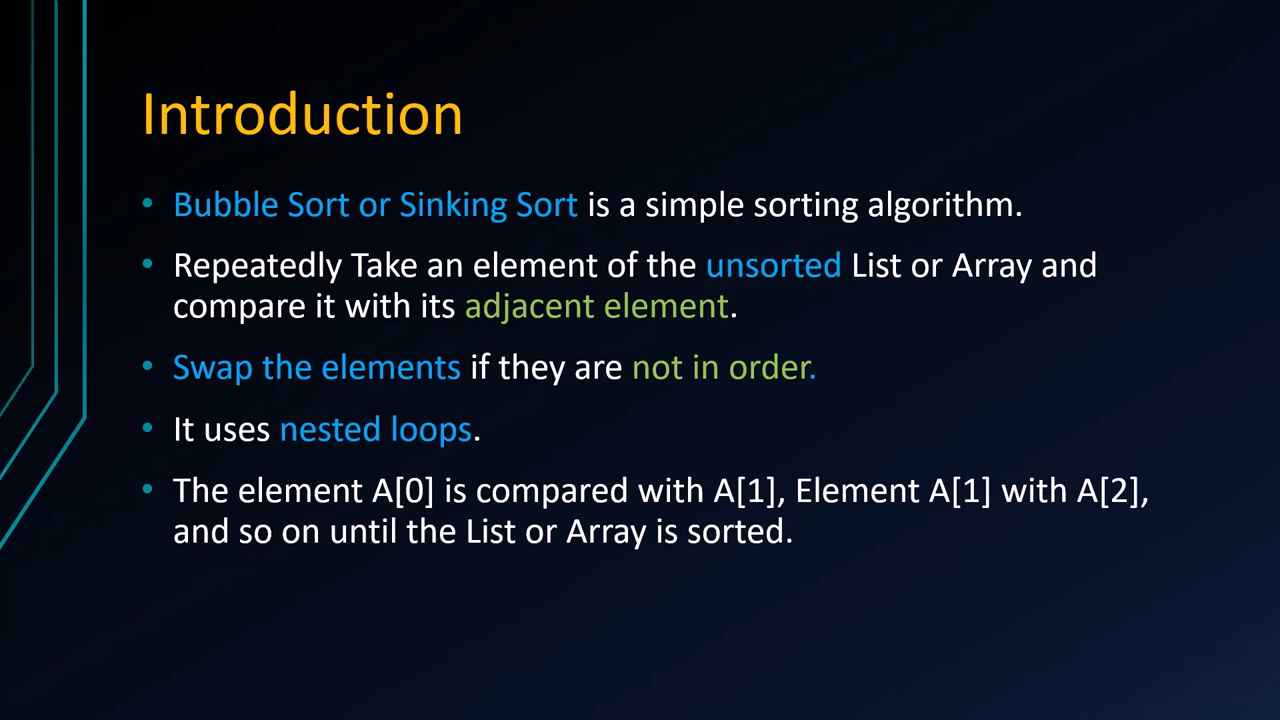 Introduction
• Bubble Sort or Sinking Sort is a simple sorting algorithm.
• Repeatedly Take an element of the unsorted List or Array and
compare it with its adjacent element.
• Swap the elements if they are not in order.
• It uses nested loops.
• The element A[0] is compared with A[1], Element A[1] with A[2],
and so on until the List or Array is sorted.